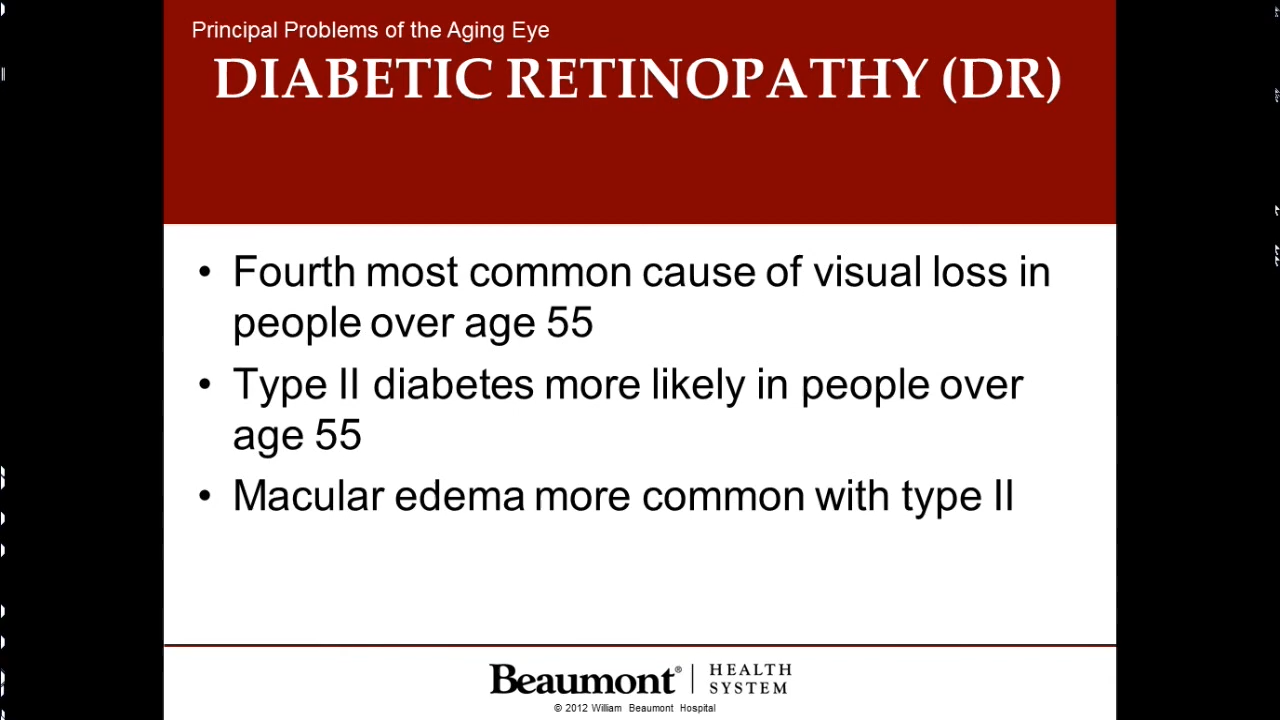 Principal Problems of the Aging Eye
DIABETIC RETINOPATHY (DR)
• Fourth most common cause of visual loss in
people over age 55
• Type II diabetes more likely in people over
age 55
• Macular edema more common with type II
Beaumont® | HEALTH
SYSTEM
© 2012 William Beaumont Hospital